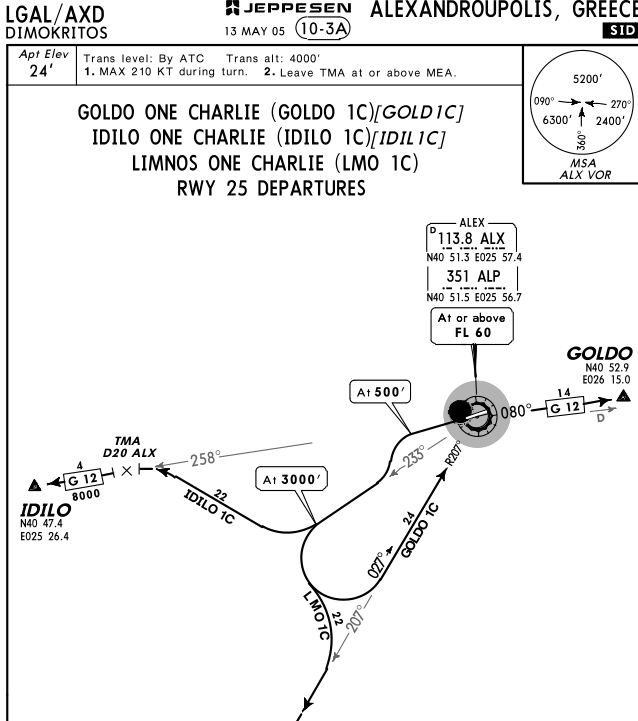 LGAL/AXD
DIMOKRITOS
JEPPESEN
13 MAY 05 10-3A
ALEXANDROUPOLIS, GREECE
SID
Apt Elev
24'
Trans level: By ATC Trans alt: 4000'
1. MAX 210 KT during turn. 2. Leave TMA at or above MEA.
5200'
090° 270°
6300' 2400'
360°
MSA
ALX VOR
GOLDO ONE CHARLIE (GOLDO 1C)[GOLD1C]
IDILO ONE CHARLIE (IDILO 1C)[IDIL1C]
LIMNOS ONE CHARLIE (LMO 1C)
RWY 25 DEPARTURES
ALEX
D 113.8 ALX
N40 51.3 E025 57.4
351 ALP
N40 51.5 E025 56.7
At or above
FL 60
GOLDO
N40 52.9
E026 15.0
14
G 12
080°
D
At 500'
TMA
D20 ALX
258°
233°
R207°
4
G 12
8000
IDILO
N40 47.4
E025 26.4
22
IDILO 1C
At 3000'
24
GOLDO 1C
027°
22
LMO 1C
207°